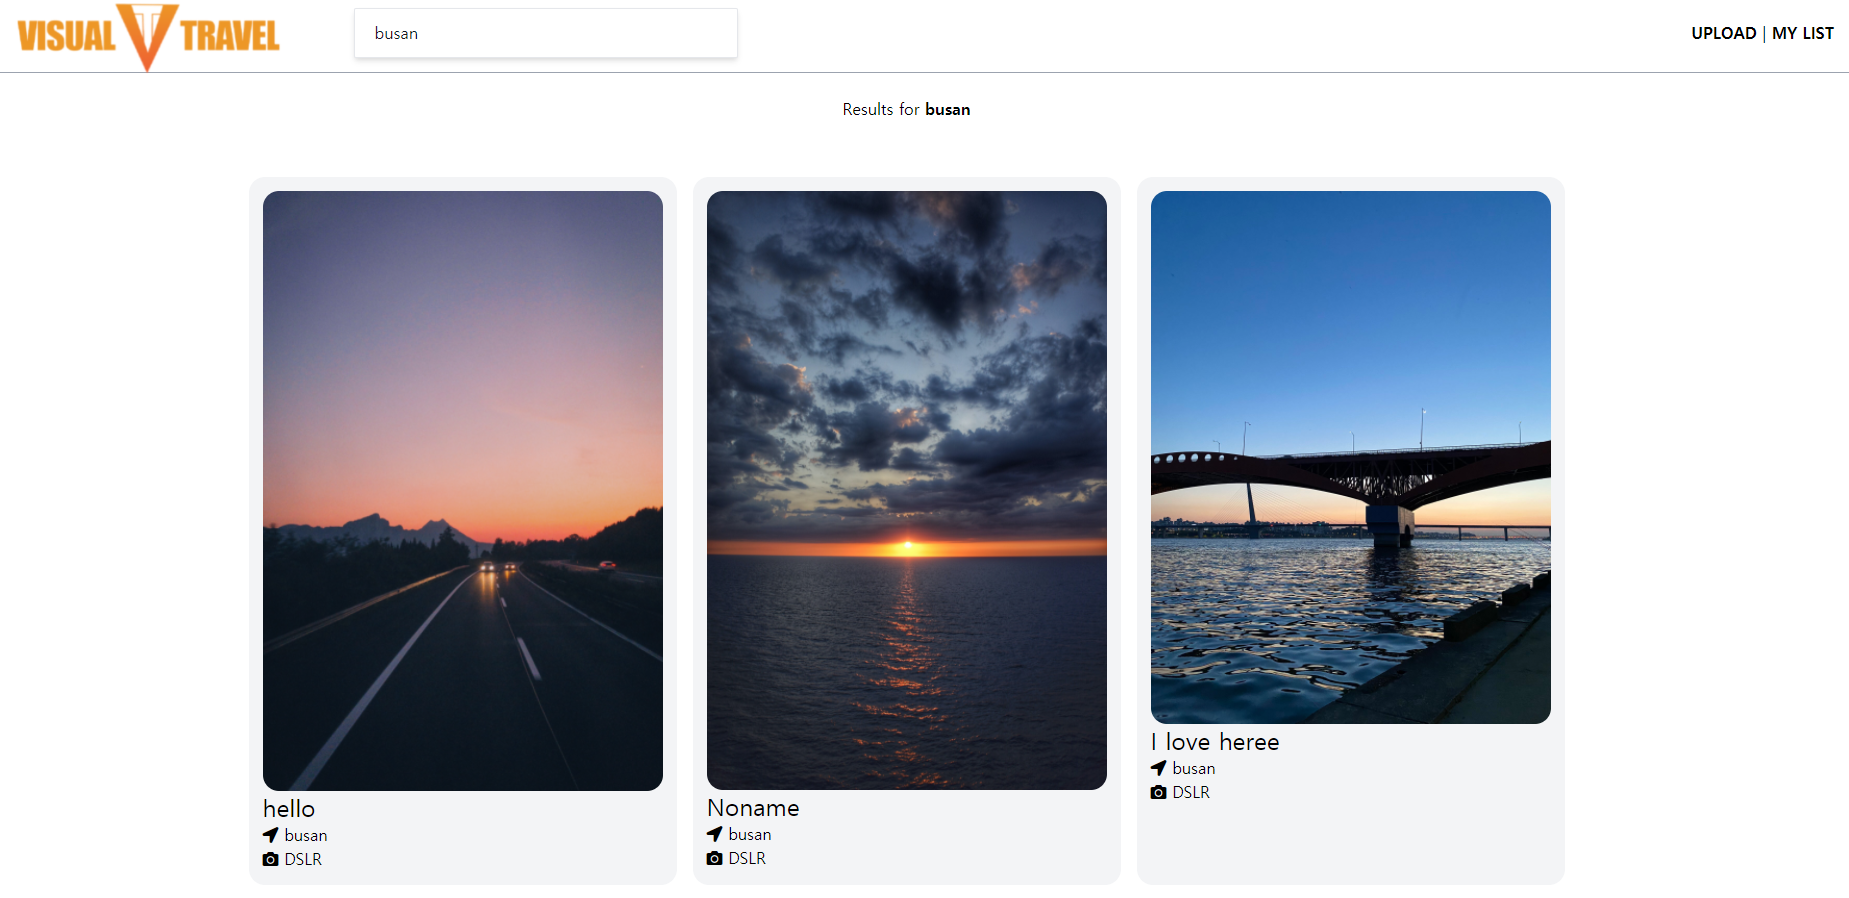 VISUAL TRAVEL
busan
UPLOAD | MY LIST
Results for busan
hello
busan
DSLR
Noname
busan
DSLR
I love heree
busan
DSLR